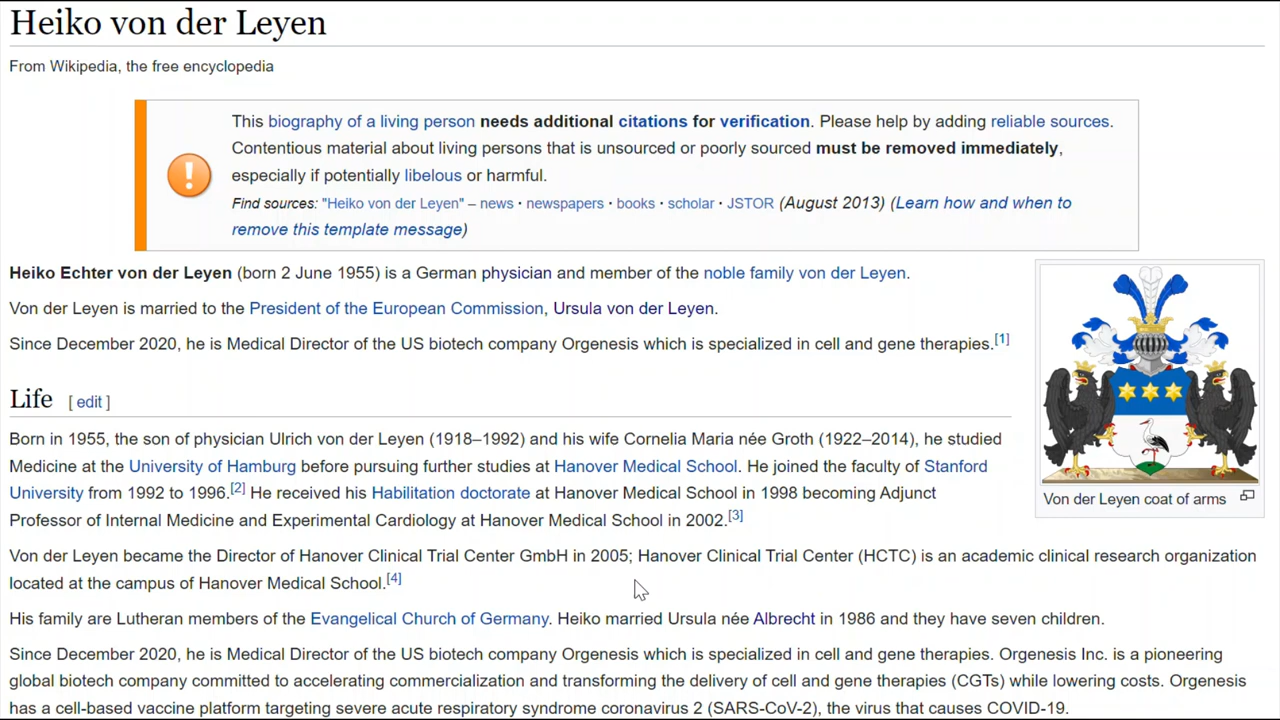 Heiko von der Leyen
From Wikipedia, the free encyclopedia
This biography of a living person needs additional citations for verification. Please help by adding reliable sources.
Contentious material about living persons that is unsourced or poorly sourced must be removed immediately,
especially if potentially libelous or harmful.
Find sources: "Heiko von der Leyen" – news · newspapers · books · scholar · JSTOR (August 2013) (Learn how and when to
remove this template message)
Heiko Echter von der Leyen (born 2 June 1955) is a German physician and member of the noble family von der Leyen.
Von der Leyen is married to the President of the European Commission, Ursula von der Leyen.
Since December 2020, he is Medical Director of the US biotech company Orgenesis which is specialized in cell and gene therapies.[1]
Von der Leyen coat of arms
Life [ edit ]
Born in 1955, the son of physician Ulrich von der Leyen (1918–1992) and his wife Cornelia Maria née Groth (1922–2014), he studied
Medicine at the University of Hamburg before pursuing further studies at Hanover Medical School. He joined the faculty of Stanford
University from 1992 to 1996.[2] He received his Habilitation doctorate at Hanover Medical School in 1998 becoming Adjunct
Professor of Internal Medicine and Experimental Cardiology at Hanover Medical School in 2002.[3]
Von der Leyen became the Director of Hanover Clinical Trial Center GmbH in 2005; Hanover Clinical Trial Center (HCTC) is an academic clinical research organization
located at the campus of Hanover Medical School.[4]
His family are Lutheran members of the Evangelical Church of Germany. Heiko married Ursula née Albrecht in 1986 and they have seven children.
Since December 2020, he is Medical Director of the US biotech company Orgenesis which is specialized in cell and gene therapies. Orgenesis Inc. is a pioneering
global biotech company committed to accelerating commercialization and transforming the delivery of cell and gene therapies (CGTs) while lowering costs. Orgenesis
has a cell-based vaccine platform targeting severe acute respiratory syndrome coronavirus 2 (SARS-CoV-2), the virus that causes COVID-19.